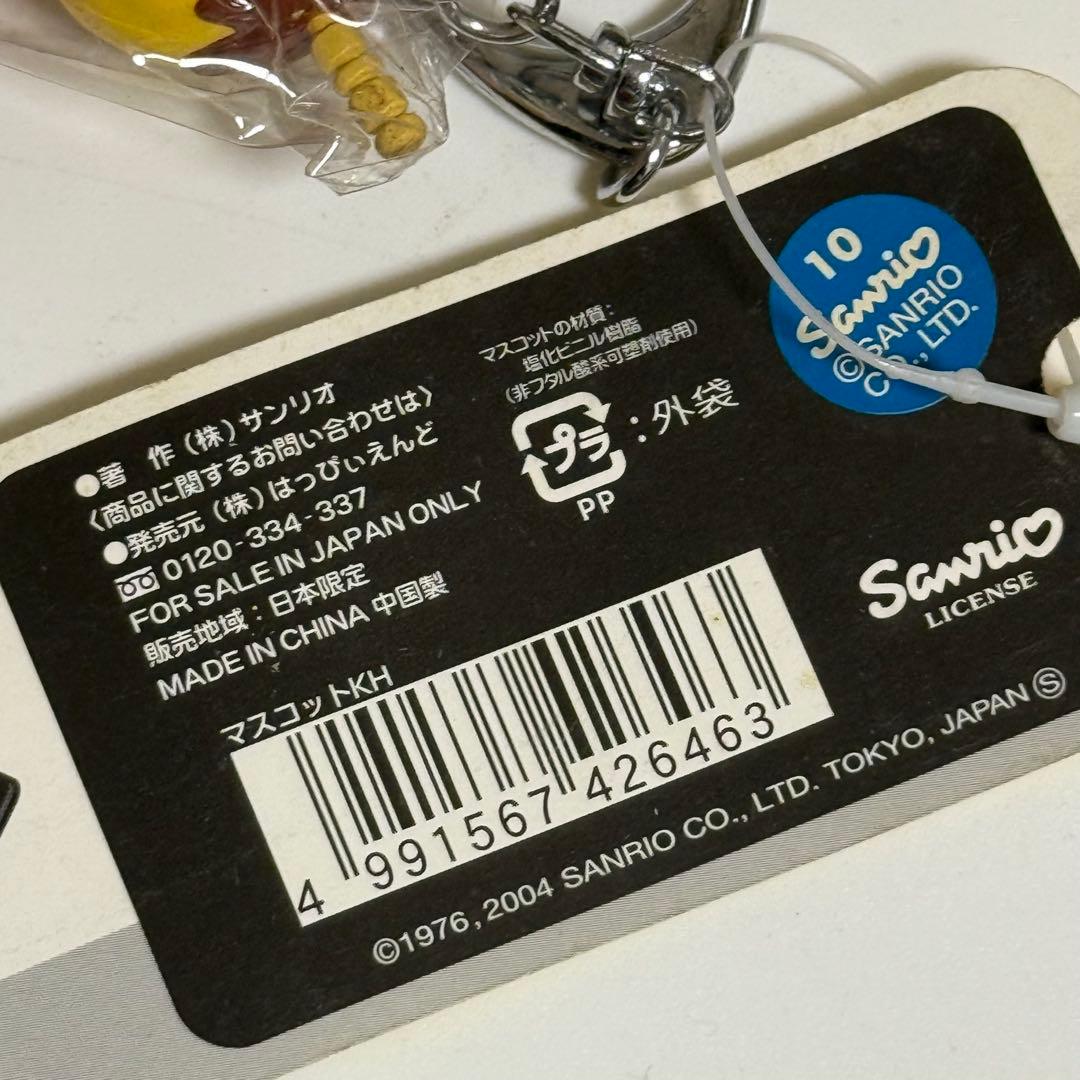 ●著 作(株)サンリオ
〈商品に関するお問い合わせは〉
●発売元(株)はっぴぃえんど
0120-334-337
FOR SALE IN JAPAN ONLY
販売地域:日本限定
MADE IN CHINA 中国製
マスコットの材質:
塩化ビニル樹脂
(非フタル酸系可塑剤使用)
プラ :外袋
PP
10
Sanrio
©SANRIO
CO., LTD.
Sanrio
LICENSE
マスコットKH
4 991567 426463
©1976, 2004 SANRIO CO., LTD. TOKYO, JAPAN Ⓢ